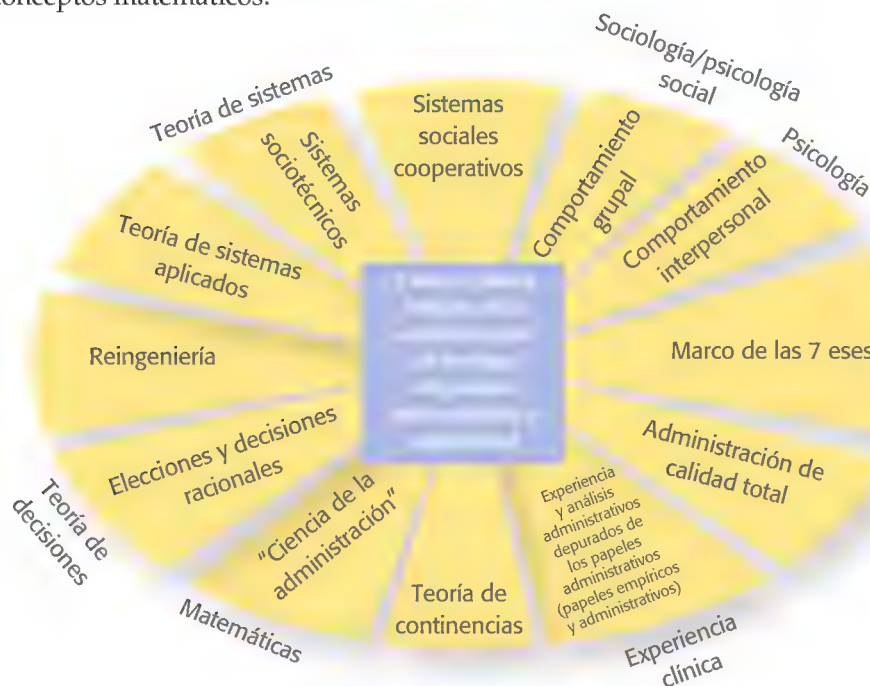 conceptos matemáticos.
Sociología/psicología
social
Psicología
Teoría de sistemas
Sistemas
sociotécnicos
Sistemas
sociales
cooperativos
Comportamiento
grupal
Comportamiento
interpersonal
Teoría de sistemas
aplicados
Reingeniería
Marco de las 7 eses
Elecciones y decisiones
racionales
Administración de
calidad total
Teoría de
decisiones
"Ciencia de la
administración"
Matemáticas
Teoría de
continencias
Experiencia
y análisis
administrativos
depurados de
los papeles
administrativos
(papeles empíricos
y administrativos)
Experiencia
clínica